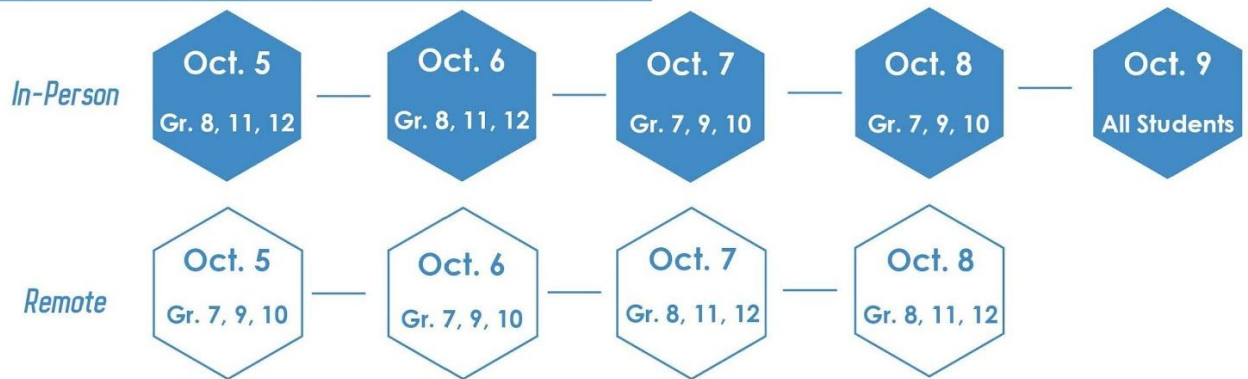 In-Person
Oct. 5
Gr. 8, 11, 12
Oct. 6
Gr. 8, 11, 12
Oct. 7
Gr. 7, 9, 10
Oct. 8
Gr. 7, 9, 10
Oct. 9
All Students
Remote
Oct. 5
Gr. 7, 9, 10
Oct. 6
Gr. 7, 9, 10
Oct. 7
Gr. 8, 11, 12
Oct. 8
Gr. 8, 11, 12